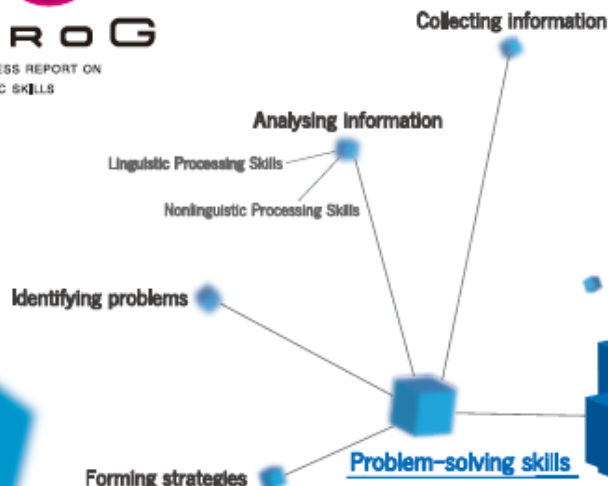 ROG
ESS REPORT ON
C SKILLS
Collecting information
Analysing information
Linguistic Processing Skills
Nonlinguistic Processing Skills
Identifying problems
Problem-solving skills
Forming strategies